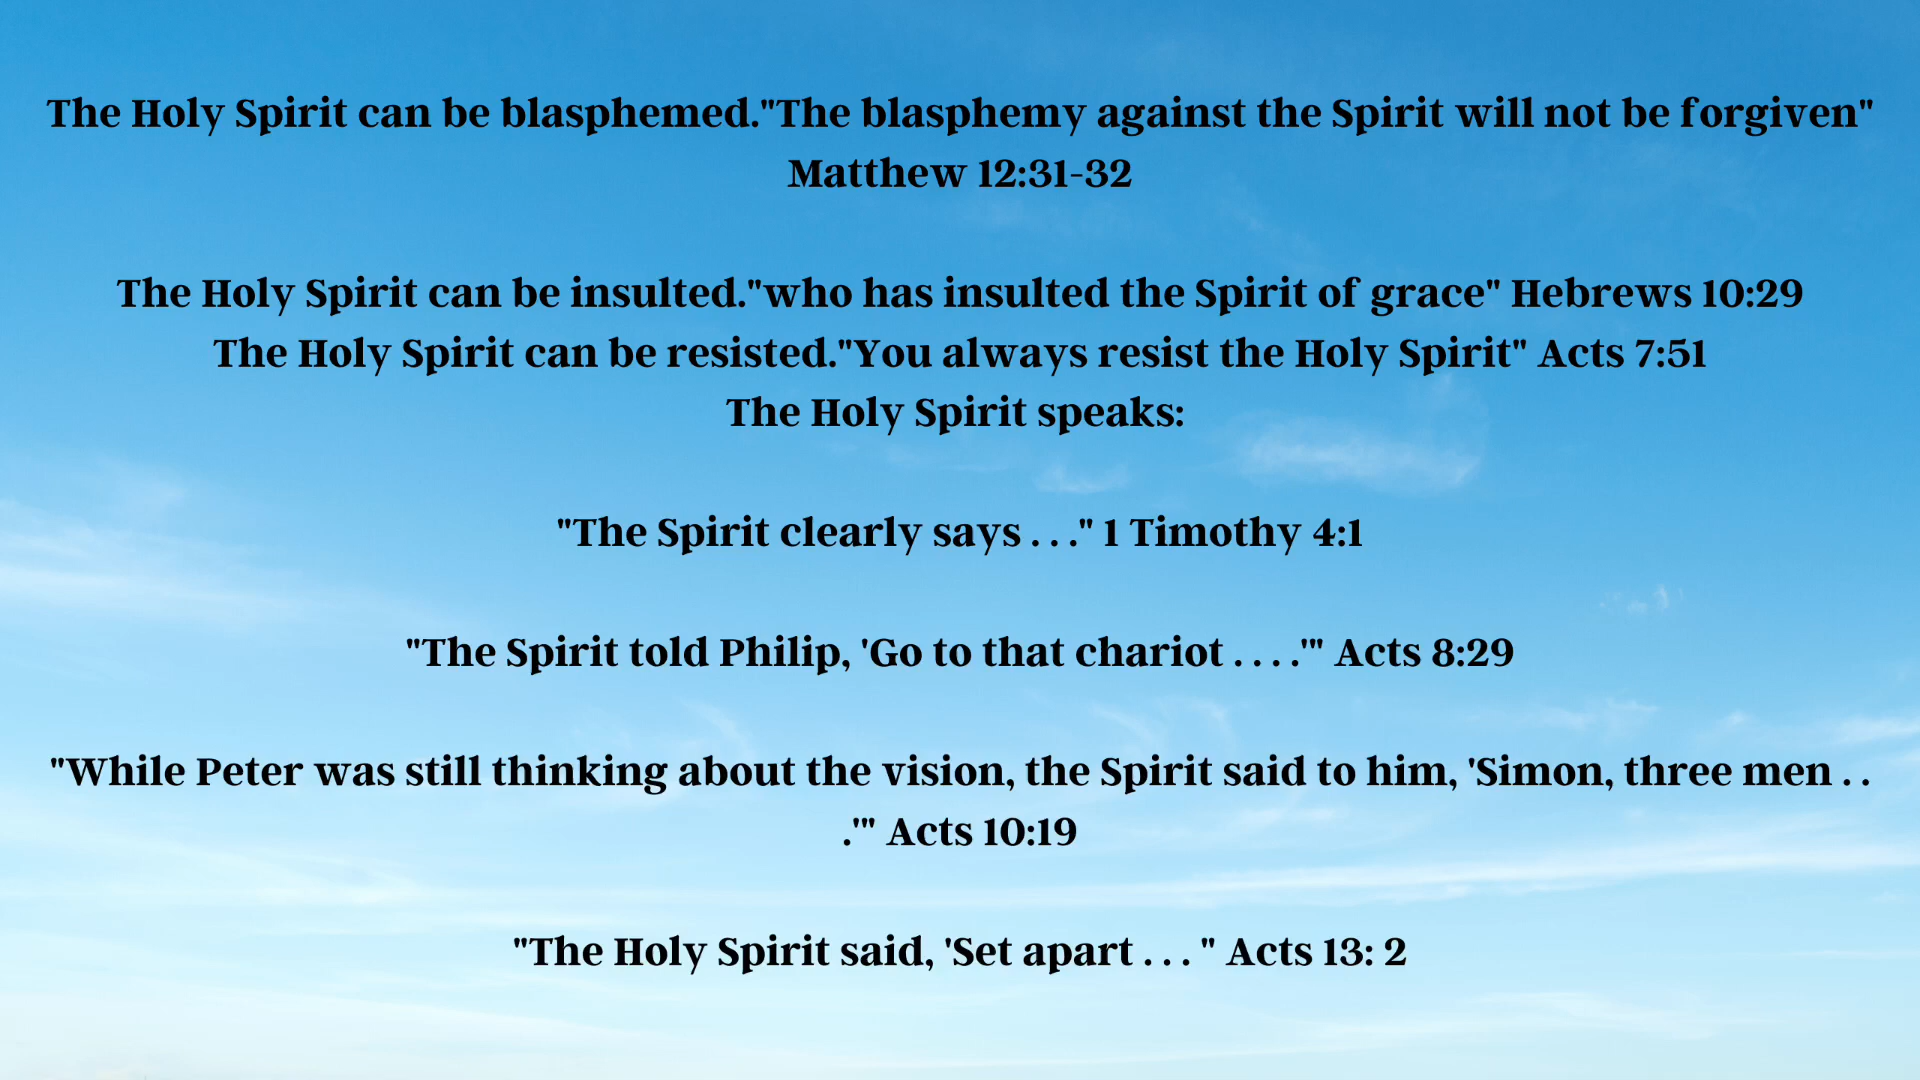 The Holy Spirit can be blasphemed."The blasphemy against the Spirit will not be forgiven"
Matthew 12:31-32
The Holy Spirit can be insulted."who has insulted the Spirit of grace" Hebrews 10:29
The Holy Spirit can be resisted."You always resist the Holy Spirit" Acts 7:51
The Holy Spirit speaks:
"The Spirit clearly says . . ." 1 Timothy 4:1
"The Spirit told Philip, 'Go to that chariot . . . .'" Acts 8:29
"While Peter was still thinking about the vision, the Spirit said to him, 'Simon, three men . .
.'" Acts 10:19
"The Holy Spirit said, 'Set apart . . . " Acts 13: 2